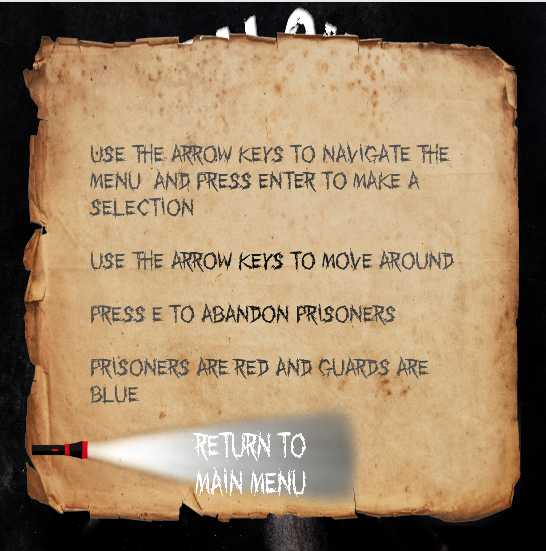 USE THE ARROW KEYS TO NAVIGATE THE
MENU AND PRESS ENTER TO MAKE A
SELECTION
USE THE ARROW KEYS TO MOVE AROUND
PRESS E TO ABANDON PRISONERS
PRISONERS ARE RED AND GUARDS ARE
BLUE
RETURN TO
MAIN MENU